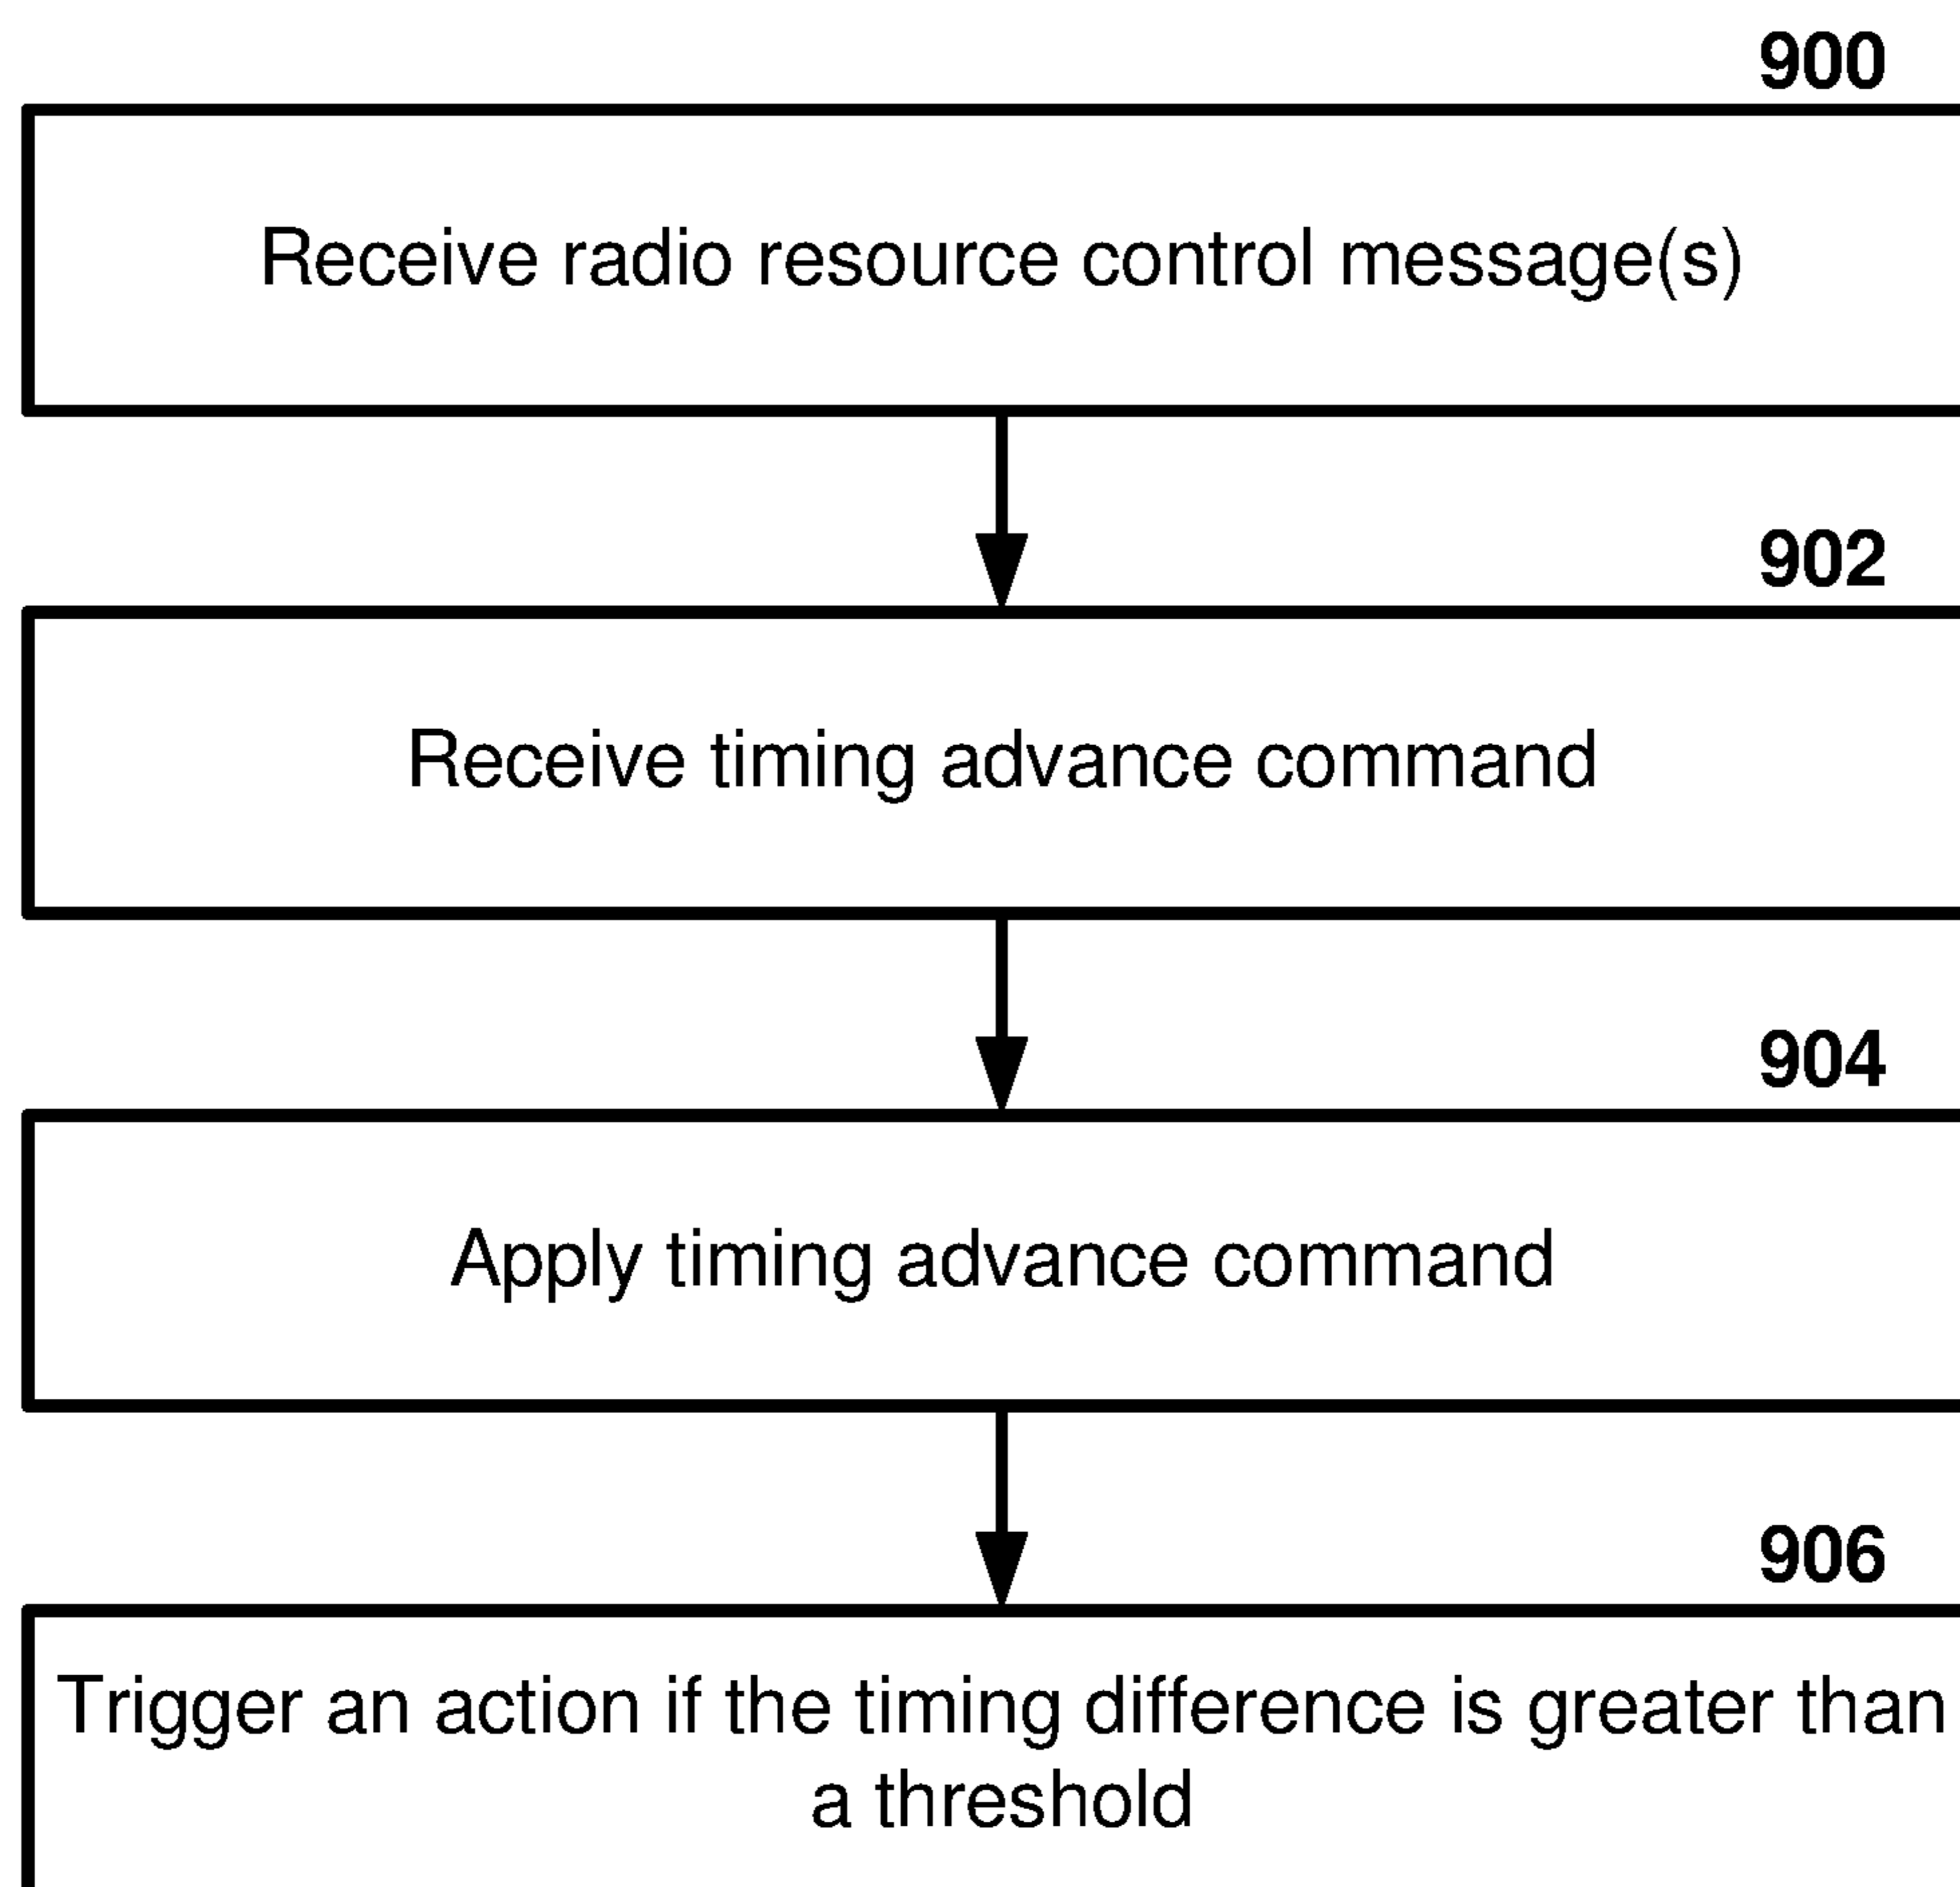 900
Receive radio resource control message(s)
902
Receive timing advance command
904
Apply timing advance command
906
Trigger an action if the timing difference is greater than
a threshold